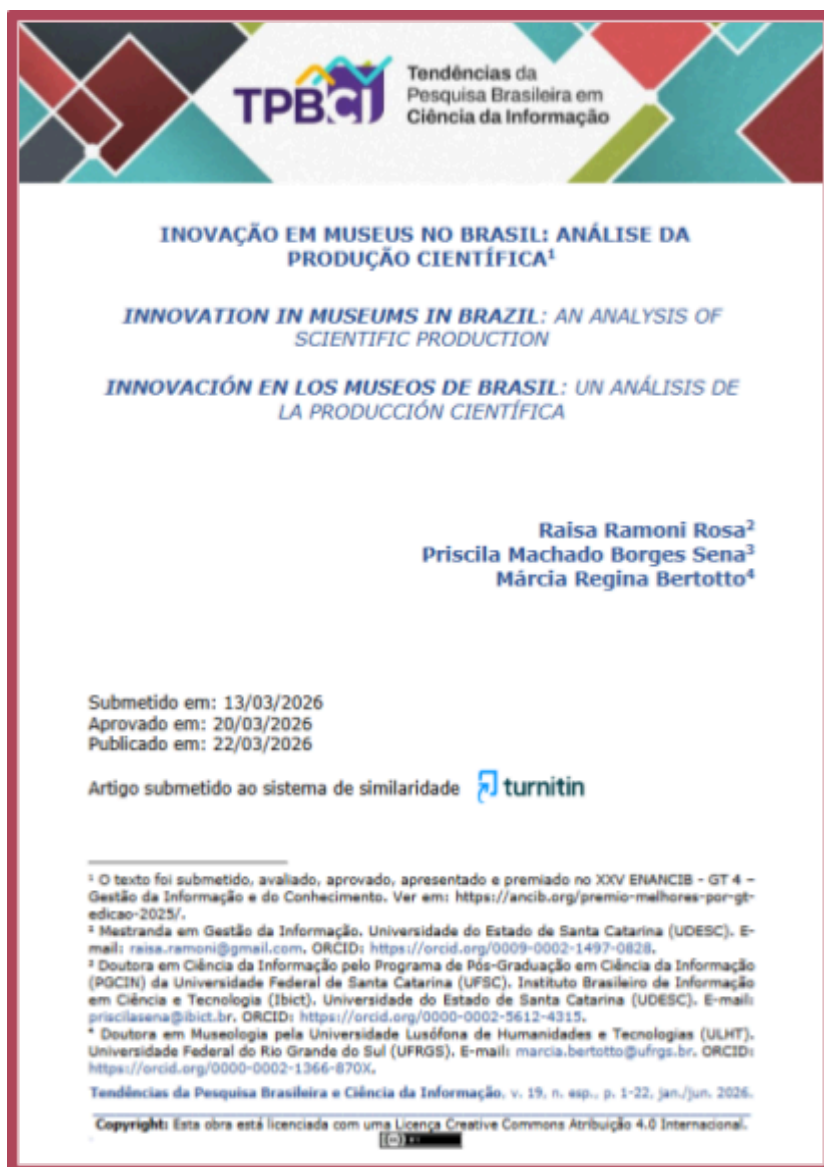 TPBCI
Tendências da
Pesquisa Brasileira em
Ciência da Informação
INOVAÇÃO EM MUSEUS NO BRASIL: ANÁLISE DA
PRODUÇÃO CIENTÍFICA¹
INNOVATION IN MUSEUMS IN BRAZIL: AN ANALYSIS OF
SCIENTIFIC PRODUCTION
INNOVACIÓN EN LOS MUSEOS DE BRASIL: UN ANÁLISIS DE
LA PRODUCCIÓN CIENTÍFICA
Raisa Ramoni Rosa²
Priscila Machado Borges Sena³
Márcia Regina Bertotto⁴
Submetido em: 13/03/2026
Aprovado em: 20/03/2026
Publicado em: 22/03/2026
Artigo submetido ao sistema de similaridade turnitin
¹ O texto foi submetido, avaliado, aprovado, apresentado e premiado no XXV ENANCIB - GT 4 –
Gestão da Informação e do Conhecimento. Ver em: https://ancib.org/premio-melhores-por-gt-
edicao-2025/.
² Mestranda em Gestão da Informação. Universidade do Estado de Santa Catarina (UDESC). E-
mail: raisa.ramoni@gmail.com. ORCID: https://orcid.org/0009-0002-1497-0828.
³ Doutora em Ciência da Informação pelo Programa de Pós-Graduação em Ciência da Informação
(PGCIN) da Universidade Federal de Santa Catarina (UFSC). Instituto Brasileiro de Informação
em Ciência e Tecnologia (Ibict). Universidade do Estado de Santa Catarina (UDESC). E-mail:
priscilasena@ibict.br. ORCID: https://orcid.org/0000-0002-5612-4315.
⁴ Doutora em Museologia pela Universidade Lusófona de Humanidades e Tecnologias (ULHT).
Universidade Federal do Rio Grande do Sul (UFRGS). E-mail: marcia.bertotto@ufrgs.br. ORCID:
https://orcid.org/0000-0002-1366-870X.
Tendências da Pesquisa Brasileira e Ciência da Informação, v. 19, n. esp., p. 1-22, jan./jun. 2026.
Copyright: Esta obra está licenciada com uma Licença Creative Commons Atribuição 4.0 Internacional.